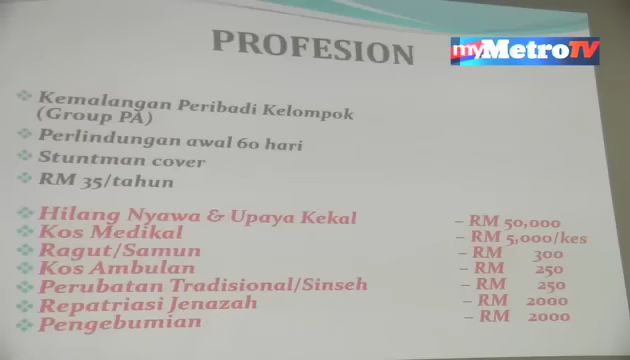 PROFESION
myMetroTV
Kemalangan Peribadi Kelompok
(Group PA)
Perlindungan awal 60 hari
Stuntman cover
RM 35/tahun
Hilang Nyawa & Upaya Kekal – RM 50,000
Kos Medikal – RM 5,000/kes
Ragut/Samun – RM 300
Kos Ambulan – RM 250
Perubatan Tradisional/Sinseh – RM 250
Repatriasi Jenazah – RM 2000
Pengebumian – RM 2000